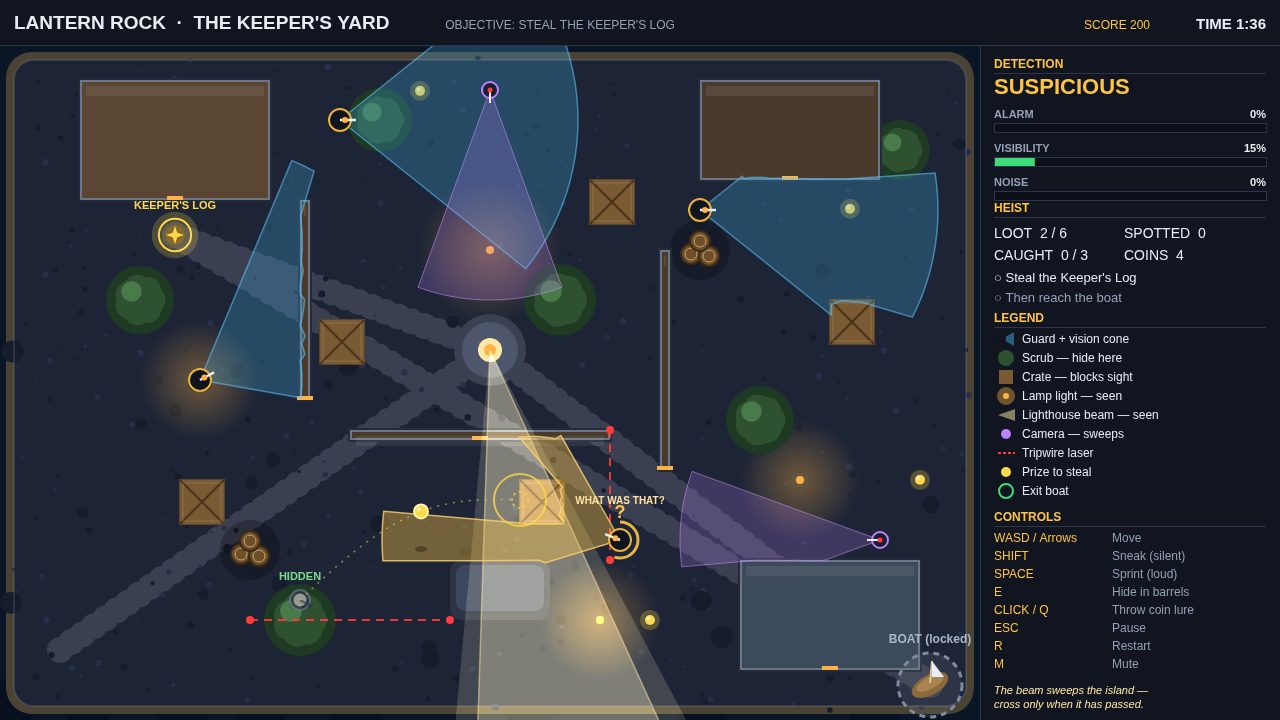 LANTERN ROCK · THE KEEPER'S YARD
OBJECTIVE: STEAL THE KEEPER'S LOG
SCORE 200
TIME 1:36
KEEPER'S LOG
WHAT WAS THAT?
?
HIDDEN
BOAT (locked)
DETECTION
SUSPICIOUS
ALARM 0%
VISIBILITY 15%
NOISE 0%
HEIST
LOOT 2 / 6 SPOTTED 0
CAUGHT 0 / 3 COINS 4
○ Steal the Keeper's Log
○ Then reach the boat
LEGEND
Guard + vision cone
Scrub — hide here
Crate — blocks sight
Lamp light — seen
Lighthouse beam — seen
Camera — sweeps
Tripwire laser
Prize to steal
Exit boat
CONTROLS
WASD / Arrows Move
SHIFT Sneak (silent)
SPACE Sprint (loud)
E Hide in barrels
CLICK / Q Throw coin lure
ESC Pause
R Restart
M Mute
The beam sweeps the island —
cross only when it has passed.